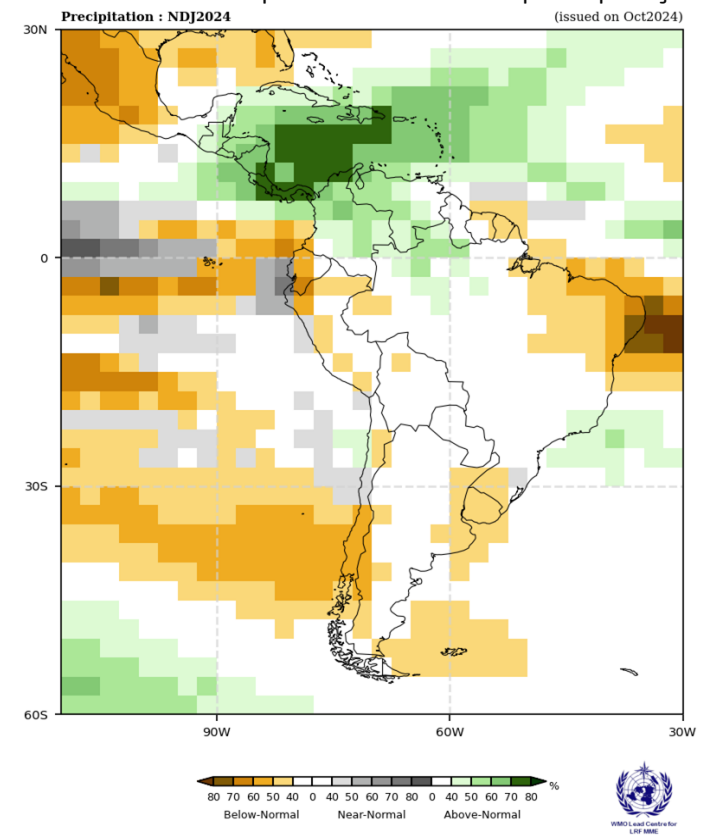 Precipitation : NDJ2024
(issued on Oct2024)
30N
0
30S
60S
90W
60W
30W
80 70 60 50 40 0 40 50 60 70 80 0 40 50 60 70 80 %
Below-Normal
Near-Normal
Above-Normal
WMO Lead Centre for
LRF MME